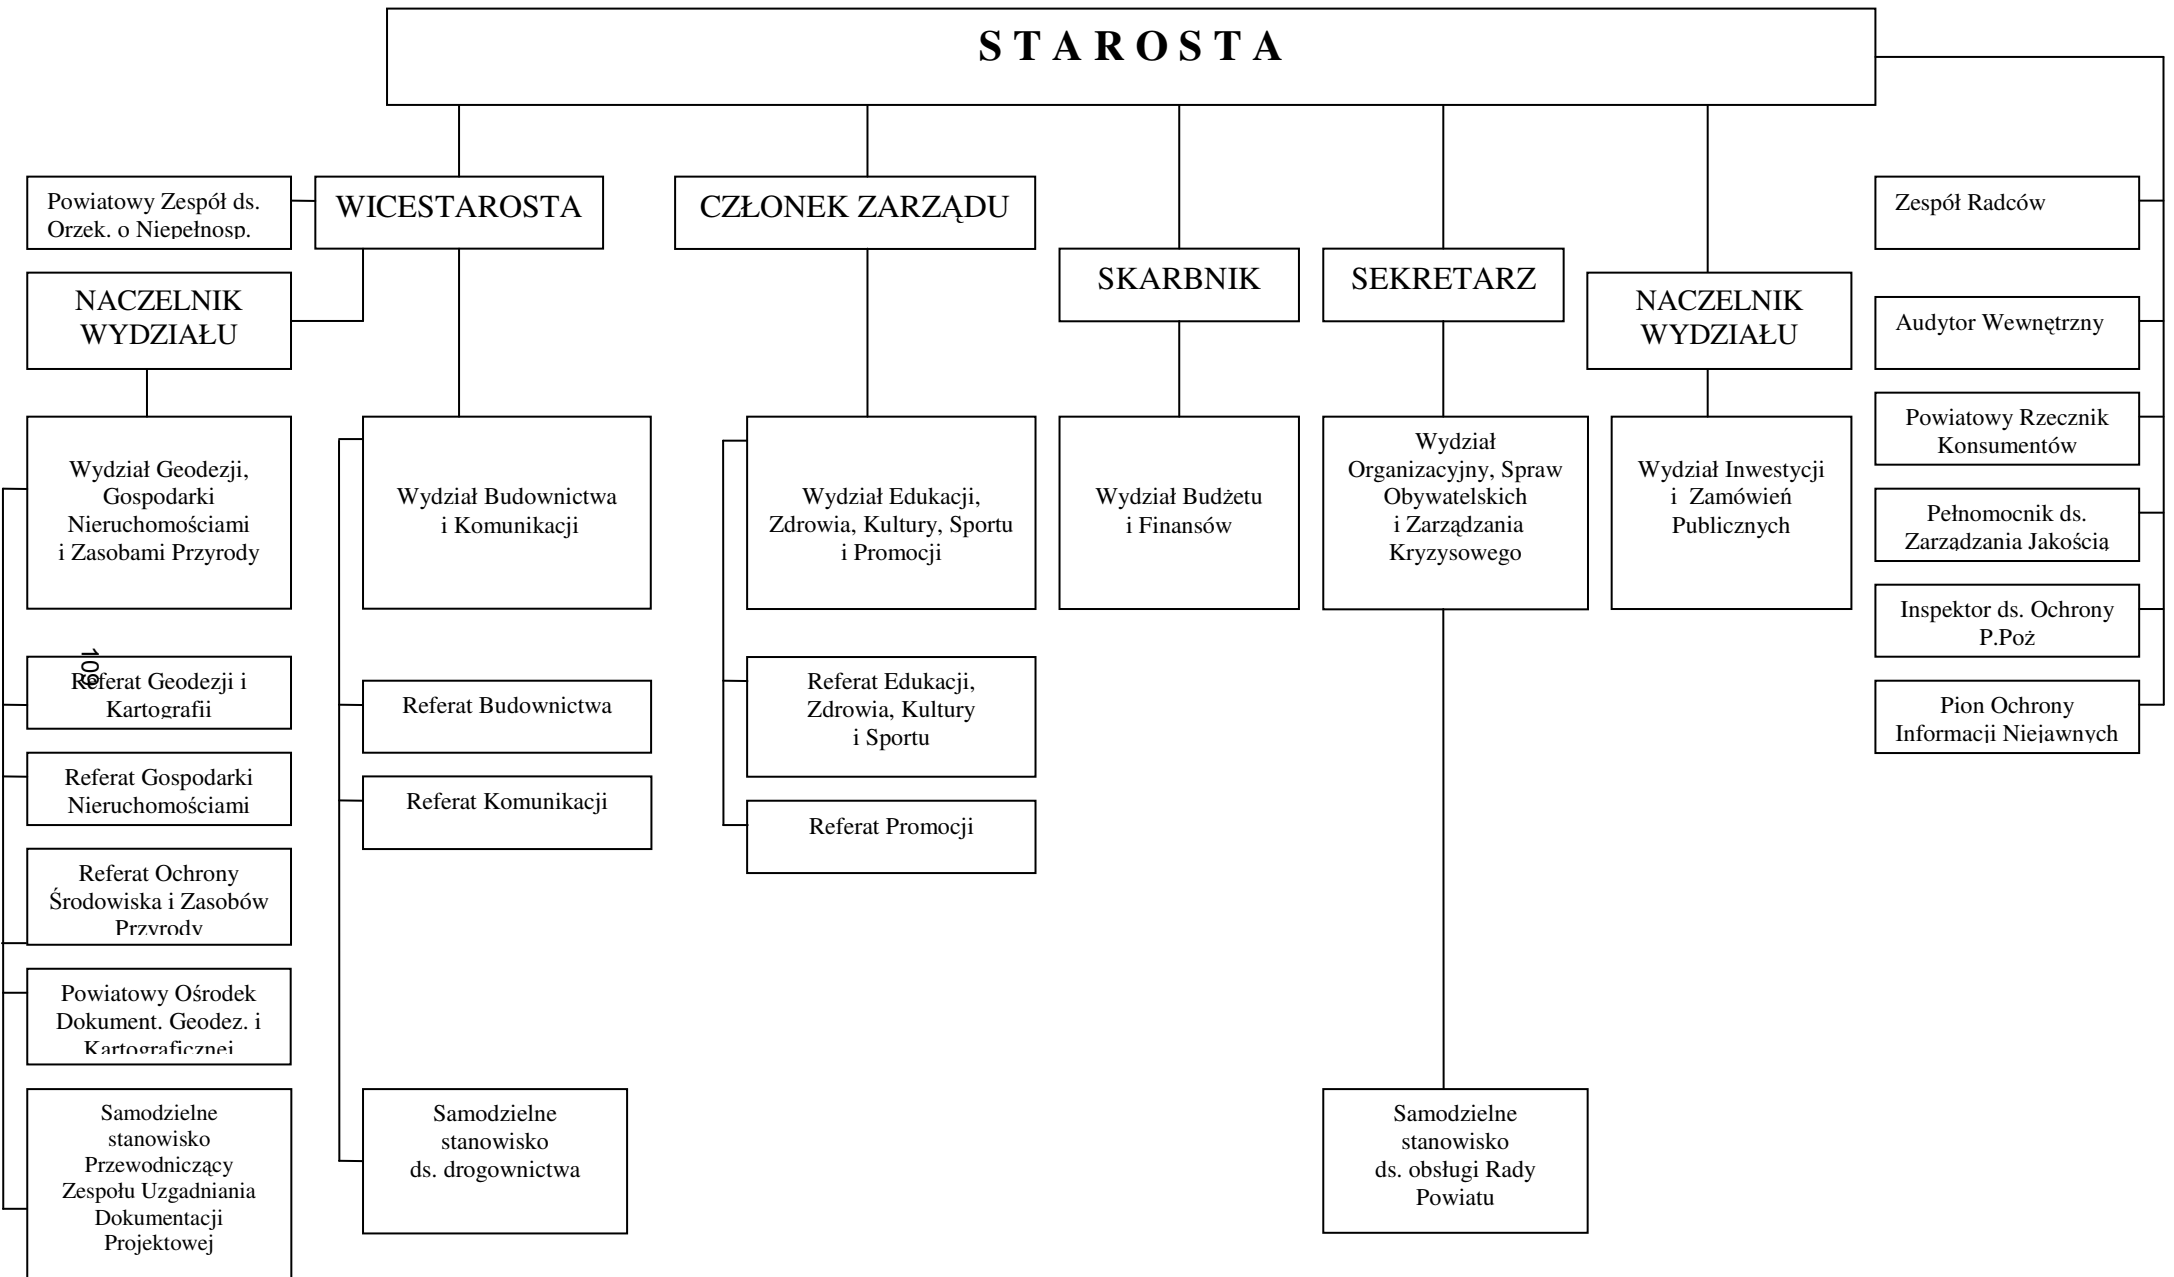 S T A R O S T A
Powiatowy Zespół ds.
Orzek. o Niepełnosp.
WICESTAROSTA
CZŁONEK ZARZĄDU
Zespół Radców
NACZELNIK
WYDZIAŁU
SKARBNIK
SEKRETARZ
NACZELNIK
WYDZIAŁU
Audytor Wewnętrzny
Powiatowy Rzecznik
Konsumentów
Pełnomocnik ds.
Zarządzania Jakością
Inspektor ds. Ochrony
P.Poż
Pion Ochrony
Informacji Niejawnych
Wydział Geodezji,
Gospodarki
Nieruchomościami
i Zasobami Przyrody
Wydział Budownictwa
i Komunikacji
Wydział Edukacji,
Zdrowia, Kultury, Sportu
i Promocji
Wydział Budżetu
i Finansów
Wydział
Organizacyjny, Spraw
Obywatelskich
i Zarządzania
Kryzysowego
Wydział Inwestycji
i Zamówień
Publicznych
109
Referat Geodezji i
Kartografii
Referat Gospodarki
Nieruchomościami
Referat Ochrony
Środowiska i Zasobów
Przyrody
Powiatowy Ośrodek
Dokument. Geodez. i
Kartograficznej
Samodzielne
stanowisko
Przewodniczący
Zespołu Uzgadniania
Dokumentacji
Projektowej
Referat Budownictwa
Referat Komunikacji
Samodzielne
stanowisko
ds. drogownictwa
Referat Edukacji,
Zdrowia, Kultury
i Sportu
Referat Promocji
Samodzielne
stanowisko
ds. obsługi Rady
Powiatu